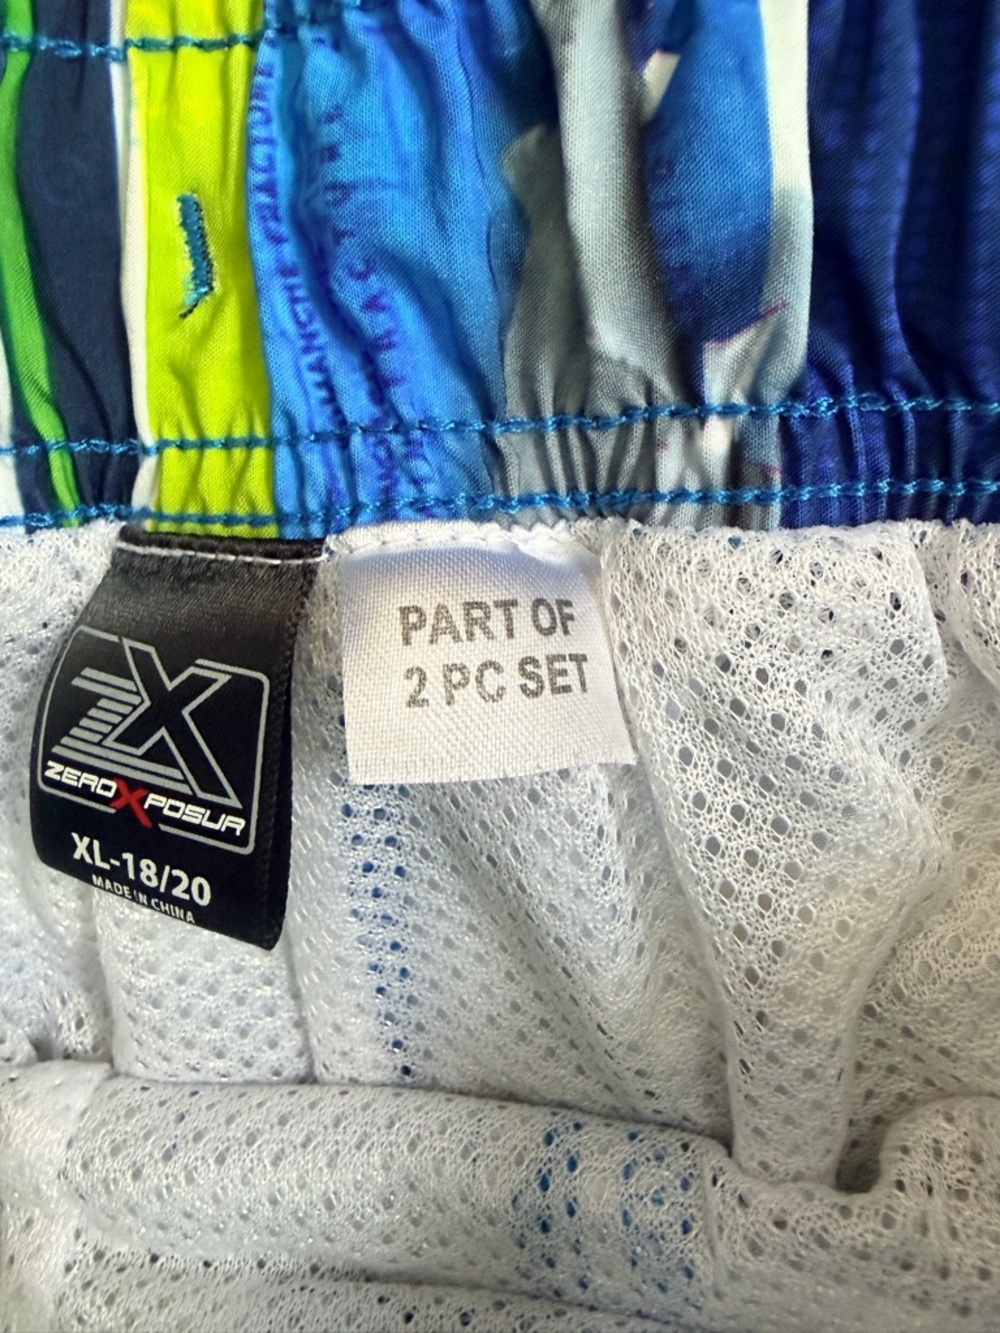 ZX
ZEROXPOSUR
XL-18/20
MADE IN CHINA
PART OF
2 PC SET